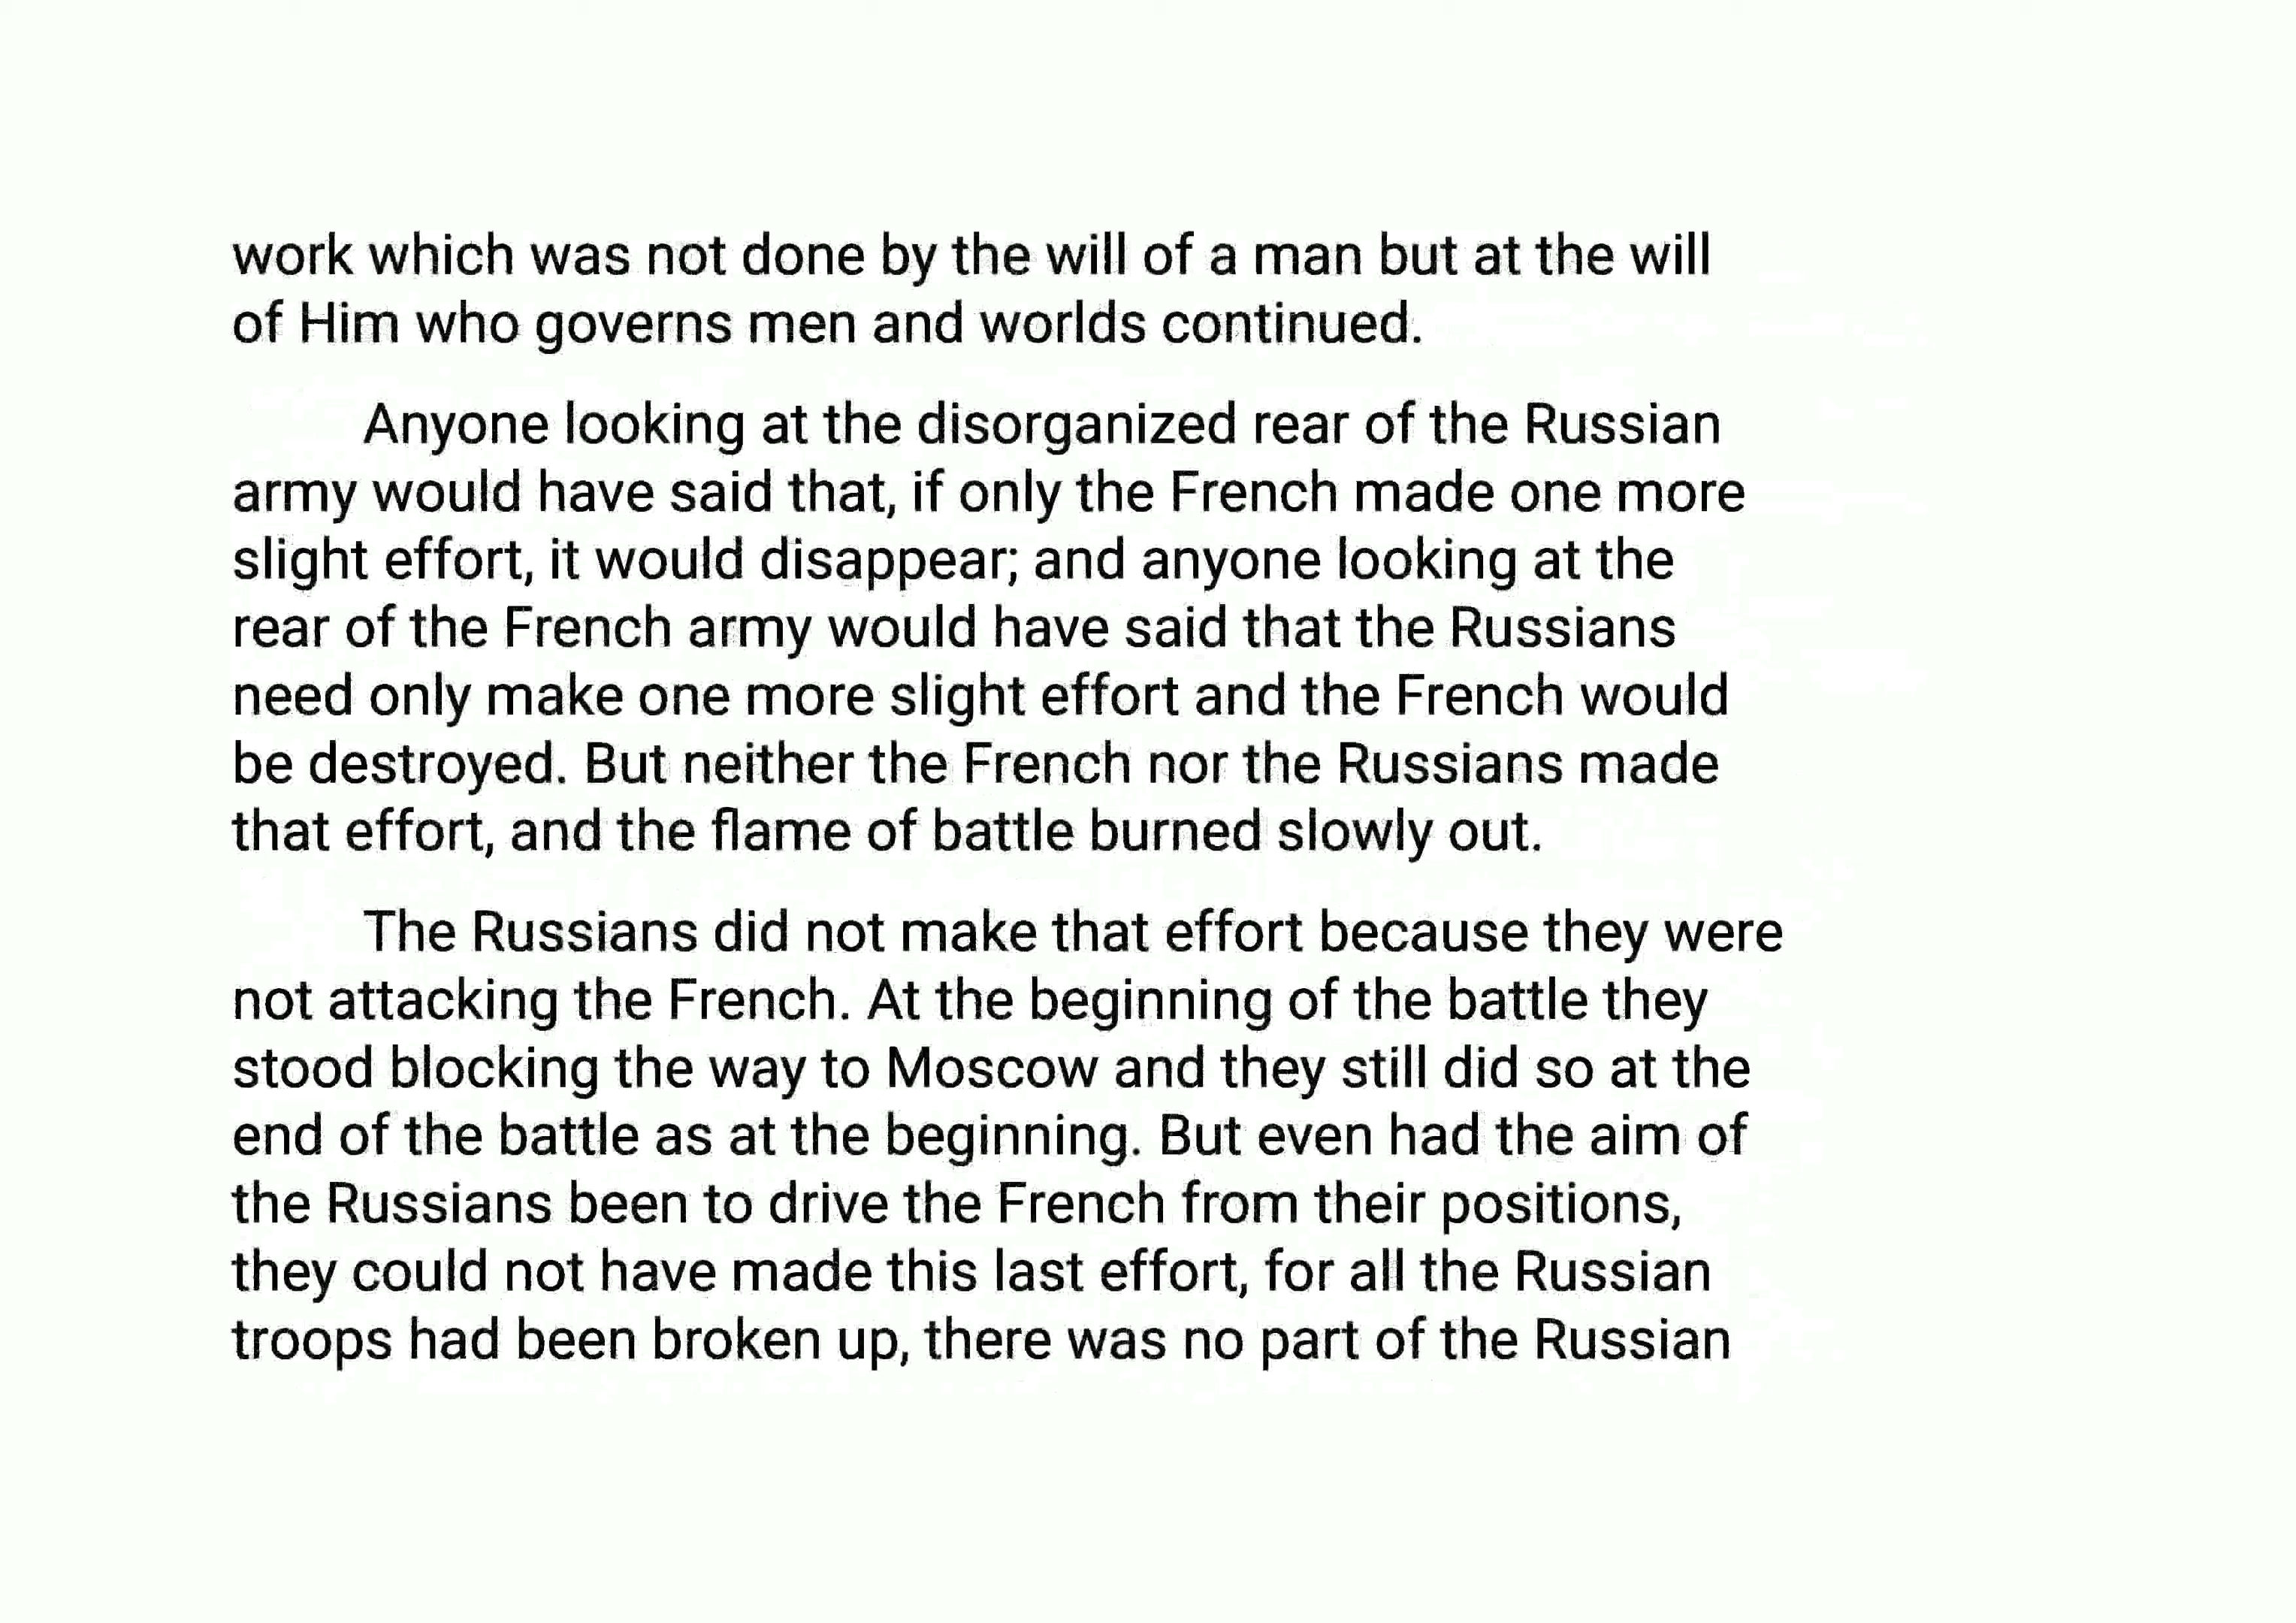 work which was not done by the will of a man but at the will
of Him who governs men and worlds continued.
Anyone looking at the disorganized rear of the Russian
army would have said that, if only the French made one more
slight effort, it would disappear; and anyone looking at the
rear of the French army would have said that the Russians
need only make one more slight effort and the French would
be destroyed. But neither the French nor the Russians made
that effort, and the flame of battle burned slowly out.
The Russians did not make that effort because they were
not attacking the French. At the beginning of the battle they
stood blocking the way to Moscow and they still did so at the
end of the battle as at the beginning. But even had the aim of
the Russians been to drive the French from their positions,
they could not have made this last effort, for all the Russian
troops had been broken up, there was no part of the Russian